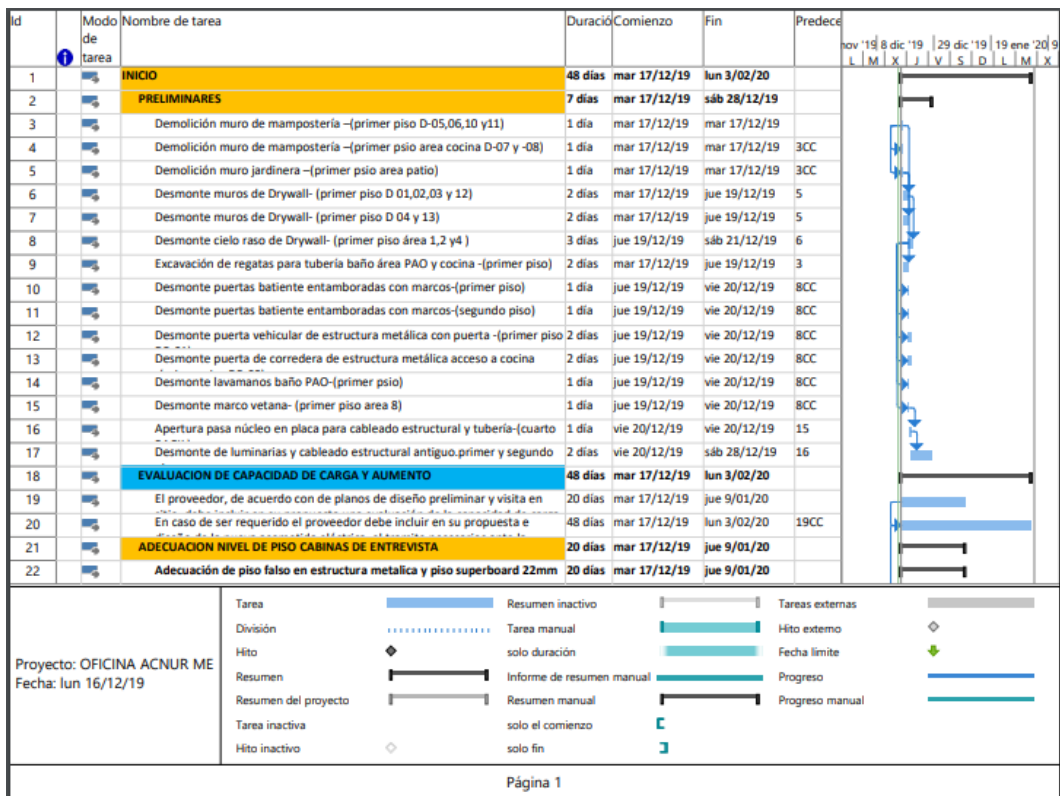 Id Modo de tarea Nombre de tarea Duració Comienzo Fin Predece
nov '19 8 dic '19 29 dic '19 19 ene '20 9
L M X J V S D L M X
1 INICIO 48 días mar 17/12/19 lun 3/02/20
2 PRELIMINARES 7 días mar 17/12/19 sáb 28/12/19
3 Demolición muro de mampostería –(primer piso D-05,06,10 y11) 1 día mar 17/12/19 mar 17/12/19
4 Demolición muro de mampostería –(primer psio area cocina D-07 y -08) 1 día mar 17/12/19 mar 17/12/19 3CC
5 Demolición muro jardinera –(primer psio area patio) 1 día mar 17/12/19 mar 17/12/19 3CC
6 Desmonte muros de Drywall- (primer piso D 01,02,03 y 12) 2 días mar 17/12/19 jue 19/12/19 5
7 Desmonte muros de Drywall- (primer piso D 04 y 13) 2 días mar 17/12/19 jue 19/12/19 5
8 Desmonte cielo raso de Drywall- (primer piso área 1,2 y4 ) 3 días jue 19/12/19 sáb 21/12/19 6
9 Excavación de regatas para tubería baño área PAO y cocina -(primer piso) 2 días mar 17/12/19 jue 19/12/19 3
10 Desmonte puertas batiente entamboradas con marcos-(primer piso) 1 día jue 19/12/19 vie 20/12/19 8CC
11 Desmonte puertas batiente entamboradas con marcos-(segundo piso) 1 día jue 19/12/19 vie 20/12/19 8CC
12 Desmonte puerta vehicular de estructura metálica con puerta -(primer piso 2 días jue 19/12/19 vie 20/12/19 8CC
13 Desmonte puerta de corredera de estructura metálica acceso a cocina 2 días jue 19/12/19 vie 20/12/19 8CC
14 Desmonte lavamanos baño PAO-(primer psio) 1 día jue 19/12/19 vie 20/12/19 8CC
15 Desmonte marco vetana- (primer piso area 8) 1 día jue 19/12/19 vie 20/12/19 8CC
16 Apertura pasa núcleo en placa para cableado estructural y tubería-(cuarto 1 día vie 20/12/19 vie 20/12/19 15
17 Desmonte de luminarias y cableado estructural antiguo.primer y segundo 2 días vie 20/12/19 sáb 28/12/19 16
18 EVALUACION DE CAPACIDAD DE CARGA Y AUMENTO 48 días mar 17/12/19 lun 3/02/20
19 El proveedor, de acuerdo con de planos de diseño preliminar y visita en 20 días mar 17/12/19 jue 9/01/20
20 En caso de ser requerido el proveedor debe incluir en su propuesta e 48 días mar 17/12/19 lun 3/02/20 19CC
21 ADECUACION NIVEL DE PISO CABINAS DE ENTREVISTA 20 días mar 17/12/19 jue 9/01/20
22 Adecuación de piso falso en estructura metalica y piso superboard 22mm 20 días mar 17/12/19 jue 9/01/20
Proyecto: OFICINA ACNUR ME
Fecha: lun 16/12/19
Tarea Resumen inactivo Tareas externas
División Tarea manual Hito externo
Hito solo duración Fecha límite
Resumen Informe de resumen manual Progreso
Resumen del proyecto Resumen manual Progreso manual
Tarea inactiva solo el comienzo
Hito inactivo solo fin
Página 1